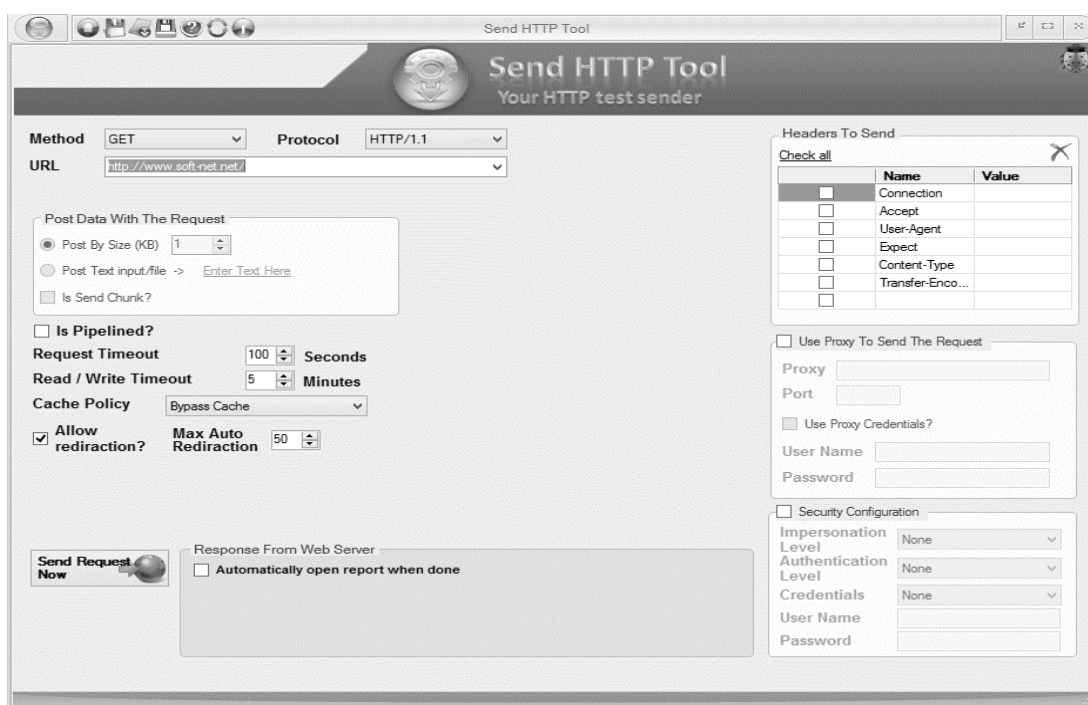 Send HTTP Tool
Send HTTP Tool
Your HTTP test sender
Method GET Protocol HTTP/1.1
URL http://www.soft-net.net/
Post Data With The Request
Post By Size (KB) 1
Post Text input/file -> Enter Text Here
Is Send Chunk?
Is Pipelined?
Request Timeout 100 Seconds
Read / Write Timeout 5 Minutes
Cache Policy Bypass Cache
Allow rediraction? Max Auto Rediraction 50
Send Request Now
Response From Web Server
Automatically open report when done
Headers To Send
Check all
Name Value
Connection
Accept
User-Agent
Expect
Content-Type
Transfer-Enco...
Use Proxy To Send The Request
Proxy
Port
Use Proxy Credentials?
User Name
Password
Security Configuration
Impersonation Level None
Authentication Level None
Credentials None
User Name
Password